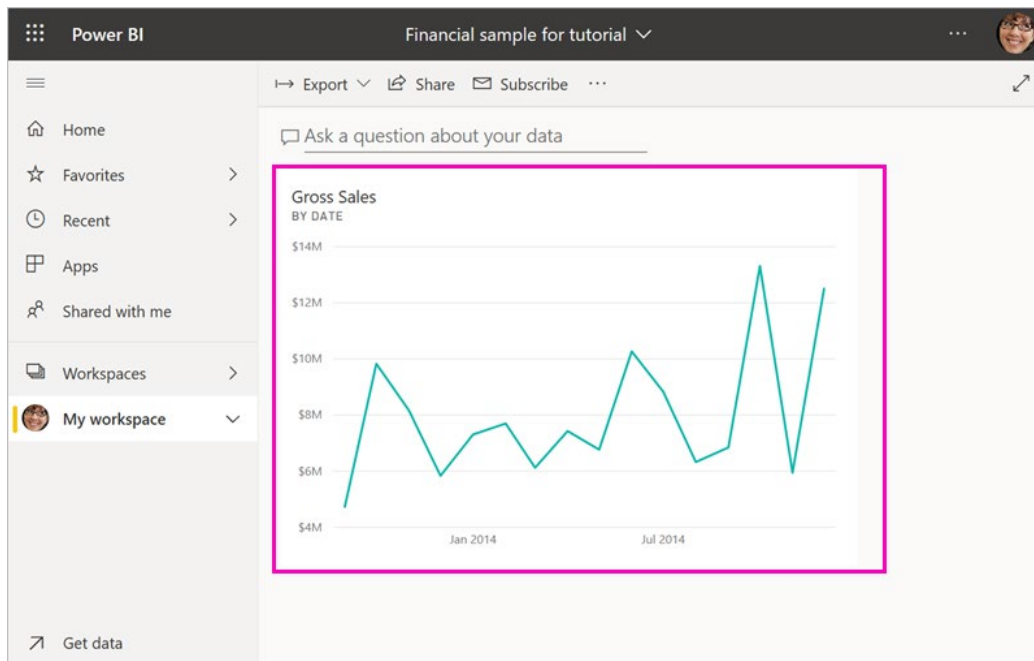 Power BI
Financial sample for tutorial
Export
Share
Subscribe
Home
Favorites
Recent
Apps
Shared with me
Workspaces
My workspace
Get data
Ask a question about your data
Gross Sales
BY DATE
$14M
$12M
$10M
$8M
$6M
$4M
Jan 2014
Jul 2014